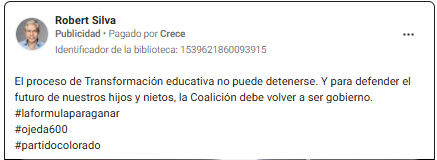 Robert Silva
Publicidad • Pagado por Crece
Identificador de la biblioteca: 1539621860093915
El proceso de Transformación educativa no puede detenerse. Y para defender el
futuro de nuestros hijos y nietos, la Coalición debe volver a ser gobierno.
#laformulaparaganar
#ojeda600
#partidocolorado